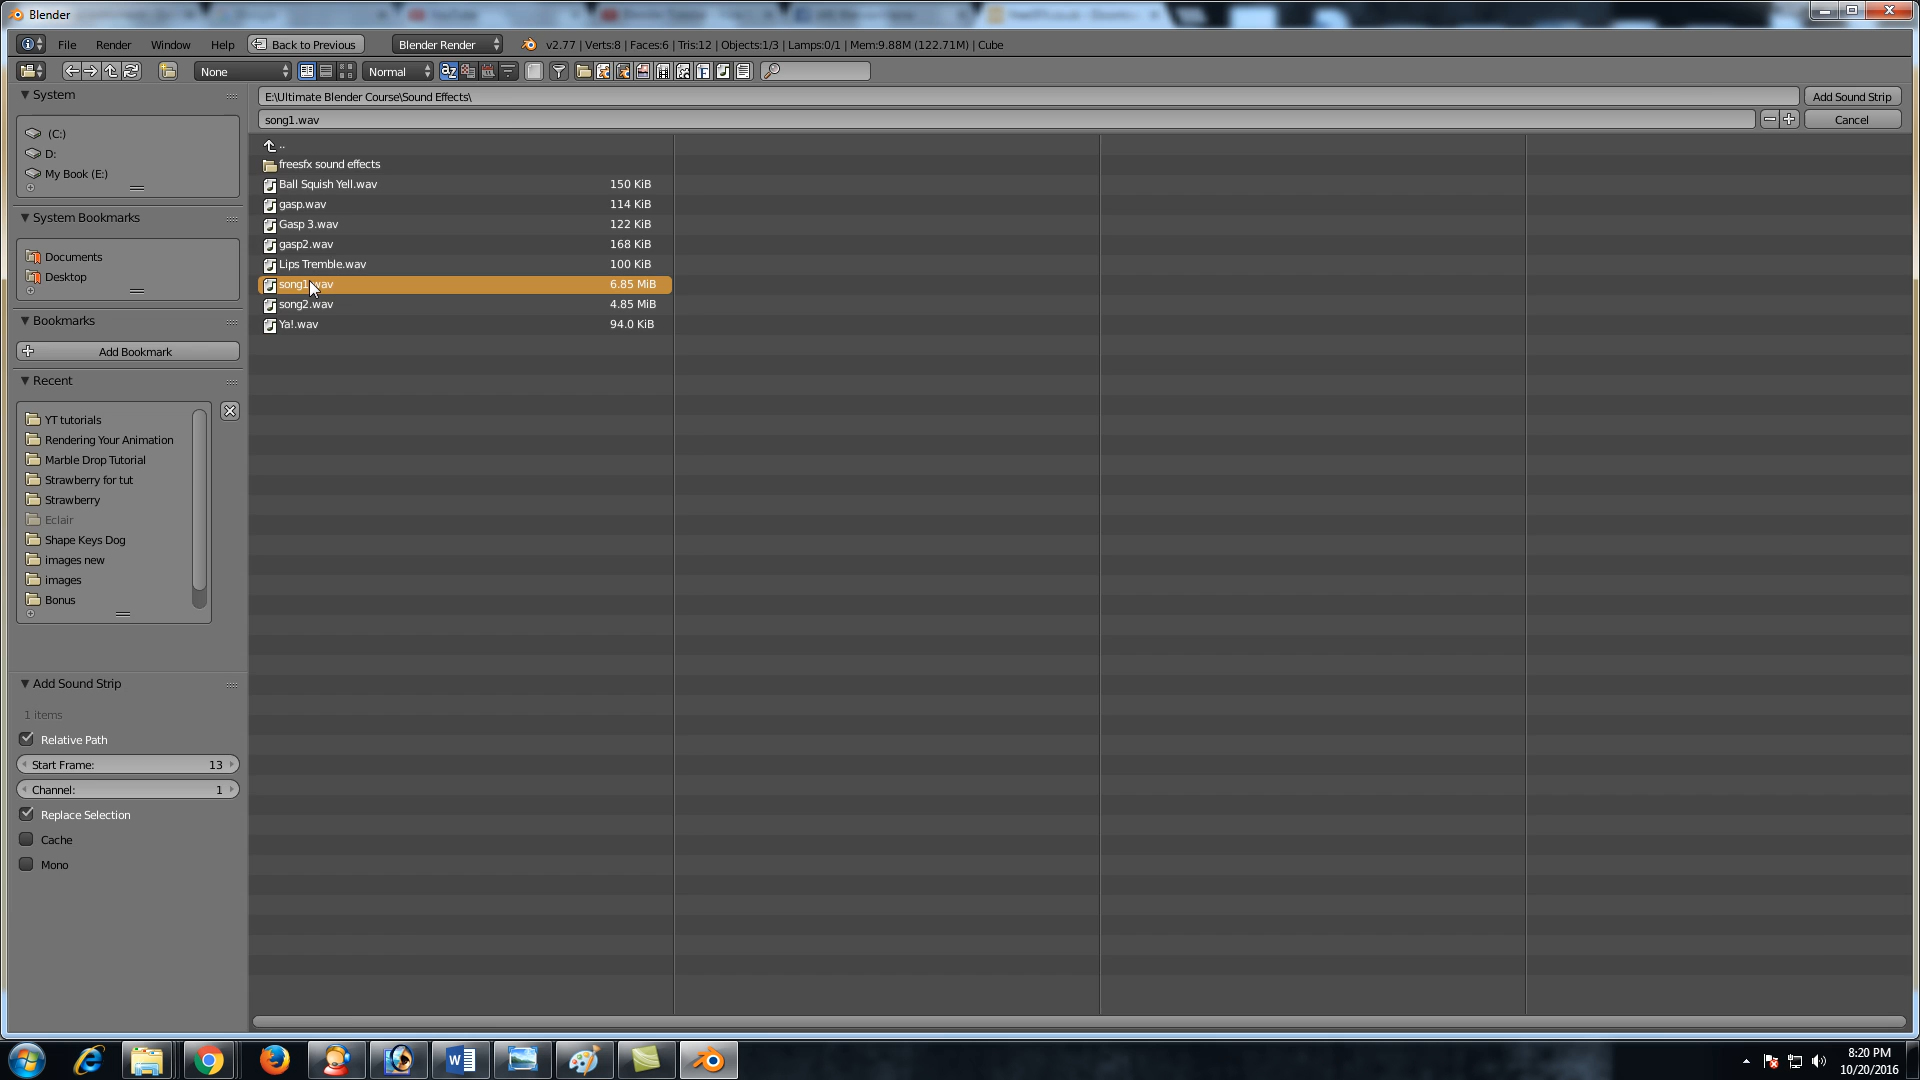 Blender
File Render Window Help Back to Previous Blender Render v2.77 | Verts:8 | Faces:6 | Tris:12 | Objects:1/3 | Lamps:0/1 | Mem:9.88M (122.71M) | Cube
None Normal
System
(C:)
D:
My Book (E:)
System Bookmarks
Documents
Desktop
Bookmarks
Add Bookmark
Recent
YT tutorials
Rendering Your Animation
Marble Drop Tutorial
Strawberry for tut
Strawberry
Eclair
Shape Keys Dog
images new
images
Bonus
Add Sound Strip
1 items
Relative Path
Start Frame: 13
Channel: 1
Replace Selection
Cache
Mono
E:\Ultimate Blender Course\Sound Effects\ Add Sound Strip
song1.wav Cancel
..
freesfx sound effects
Ball Squish Yell.wav 150 KiB
gasp.wav 114 KiB
Gasp 3.wav 122 KiB
gasp2.wav 168 KiB
Lips Tremble.wav 100 KiB
song1.wav 6.85 MiB
song2.wav 4.85 MiB
Ya!.wav 94.0 KiB
8:20 PM
10/20/2016